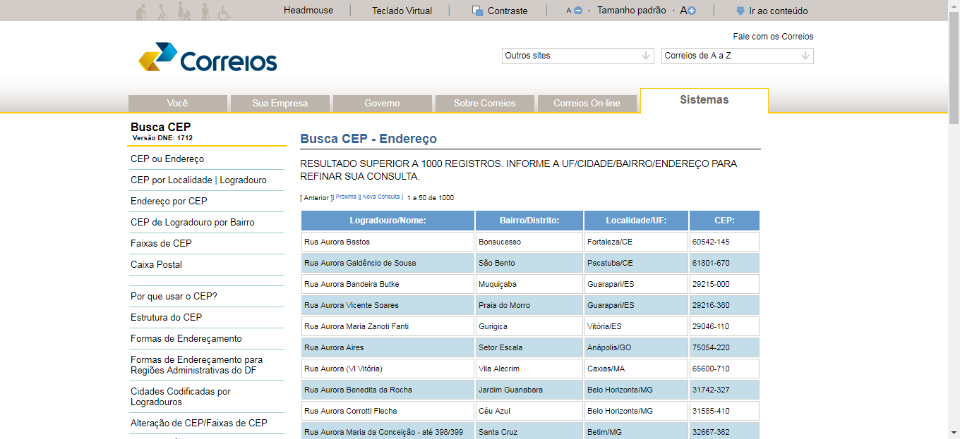 Headmouse | Teclado Virtual | Contraste | A - Tamanho padrão - A | Ir ao conteúdo
Fale com os Correios
Correios
Outros sites
Correios de A a Z
Você
Sua Empresa
Governo
Sobre Correios
Correios On-line
Sistemas
Busca CEP
Versão DNE: 1712
CEP ou Endereço
CEP por Localidade | Logradouro
Endereço por CEP
CEP de Logradouro por Bairro
Faixas de CEP
Caixa Postal
Por que usar o CEP?
Estrutura do CEP
Formas de Endereçamento
Formas de Endereçamento para
Regiões Administrativas do DF
Cidades Codificadas por
Logradouros
Alteração de CEP/Faixas de CEP
Busca CEP - Endereço
RESULTADO SUPERIOR A 1000 REGISTROS. INFORME A UF/CIDADE/BAIRRO/ENDEREÇO PARA
REFINAR SUA CONSULTA.
[ Anterior ][ Próxima ][ Nova Consulta ] 1 a 50 de 1000
Logradouro/Nome: Bairro/Distrito: Localidade/UF: CEP:
Rua Aurora Bastos Bonsucesso Fortaleza/CE 60542-145
Rua Aurora Galdêncio de Sousa São Bento Pacatuba/CE 61801-670
Rua Aurora Bandeira Butke Muquiçaba Guarapari/ES 29215-000
Rua Aurora Vicente Soares Praia do Morro Guarapari/ES 29216-380
Rua Aurora Maria Zanoti Fanti Gurigica Vitória/ES 29046-110
Rua Aurora Aires Setor Escala Anápolis/GO 75054-220
Rua Aurora (VI Vitória) Vila Alecrim Caxias/MA 65600-710
Rua Aurora Benedita da Rocha Jardim Guanabara Belo Horizonte/MG 31742-327
Rua Aurora Corrotti Flecha Céu Azul Belo Horizonte/MG 31585-410
Rua Aurora Maria da Conceição - até 398/399 Santa Cruz Betim/MG 32667-362